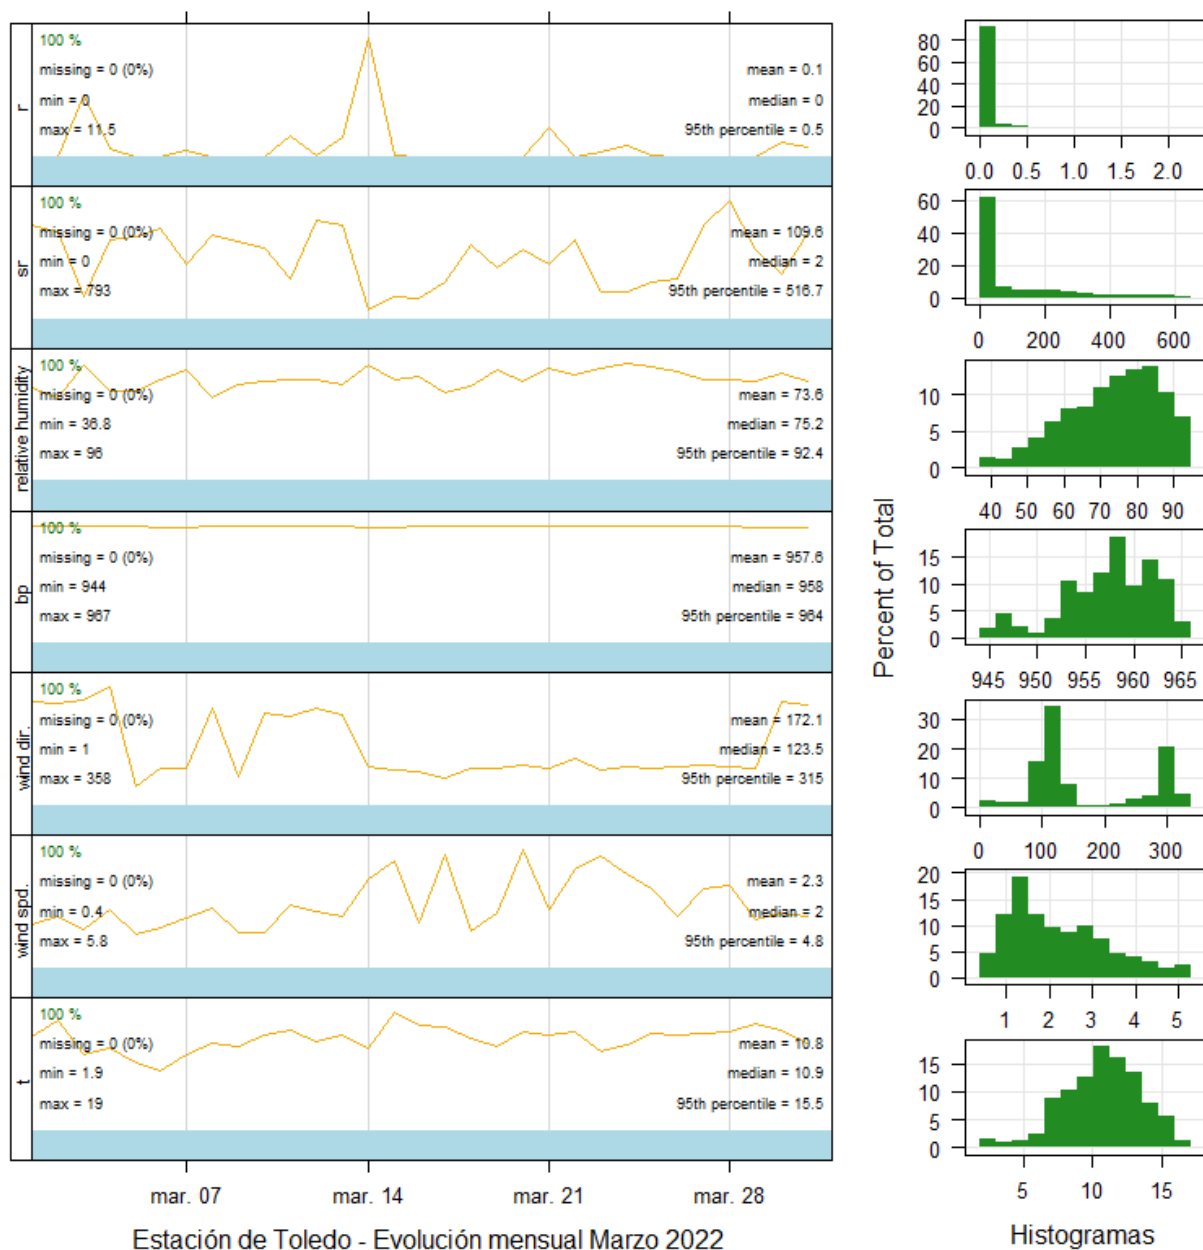 r
100 %
missing = 0 (0%)
min = 0
max = 11.5
mean = 0.1
median = 0
95th percentile = 0.5
sr
100 %
missing = 0 (0%)
min = 0
max = 793
mean = 109.6
median = 2
95th percentile = 516.7
relative humidity
100 %
missing = 0 (0%)
min = 36.8
max = 96
mean = 73.6
median = 75.2
95th percentile = 92.4
bp
100 %
missing = 0 (0%)
min = 944
max = 967
mean = 957.6
median = 958
95th percentile = 964
wind dir.
100 %
missing = 0 (0%)
min = 1
max = 358
mean = 172.1
median = 123.5
95th percentile = 315
wind spd.
100 %
missing = 0 (0%)
min = 0.4
max = 5.8
mean = 2.3
median = 2
95th percentile = 4.8
t
100 %
missing = 0 (0%)
min = 1.9
max = 19
mean = 10.8
median = 10.9
95th percentile = 15.5
mar. 07 mar. 14 mar. 21 mar. 28
Estación de Toledo - Evolución mensual Marzo 2022
Percent of Total
80
60
40
20
0
0.0 0.5 1.0 1.5 2.0
60
40
20
0
0 200 400 600
10
5
0
40 50 60 70 80 90
15
10
5
0
945 950 955 960 965
30
20
10
0
0 100 200 300
20
15
10
5
0
1 2 3 4 5
15
10
5
0
5 10 15
Histogramas